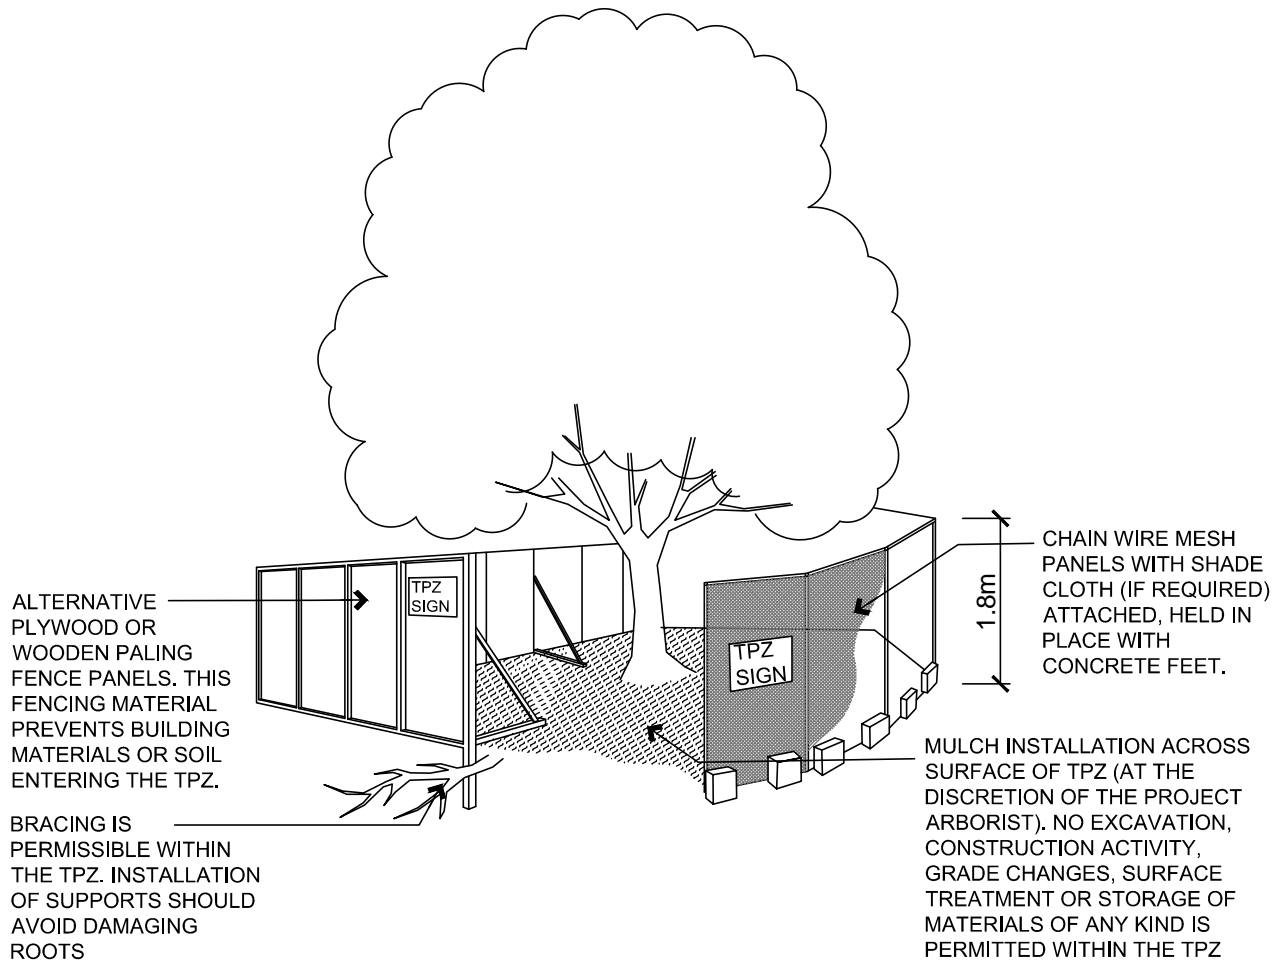 TPZ
SIGN
ALTERNATIVE
PLYWOOD OR
WOODEN PALING
FENCE PANELS. THIS
FENCING MATERIAL
PREVENTS BUILDING
MATERIALS OR SOIL
ENTERING THE TPZ.
BRACING IS
PERMISSIBLE WITHIN
THE TPZ. INSTALLATION
OF SUPPORTS SHOULD
AVOID DAMAGING
ROOTS
TPZ
SIGN
1.8m
CHAIN WIRE MESH
PANELS WITH SHADE
CLOTH (IF REQUIRED)
ATTACHED, HELD IN
PLACE WITH
CONCRETE FEET.
MULCH INSTALLATION ACROSS
SURFACE OF TPZ (AT THE
DISCRETION OF THE PROJECT
ARBORIST). NO EXCAVATION,
CONSTRUCTION ACTIVITY,
GRADE CHANGES, SURFACE
TREATMENT OR STORAGE OF
MATERIALS OF ANY KIND IS
PERMITTED WITHIN THE TPZ